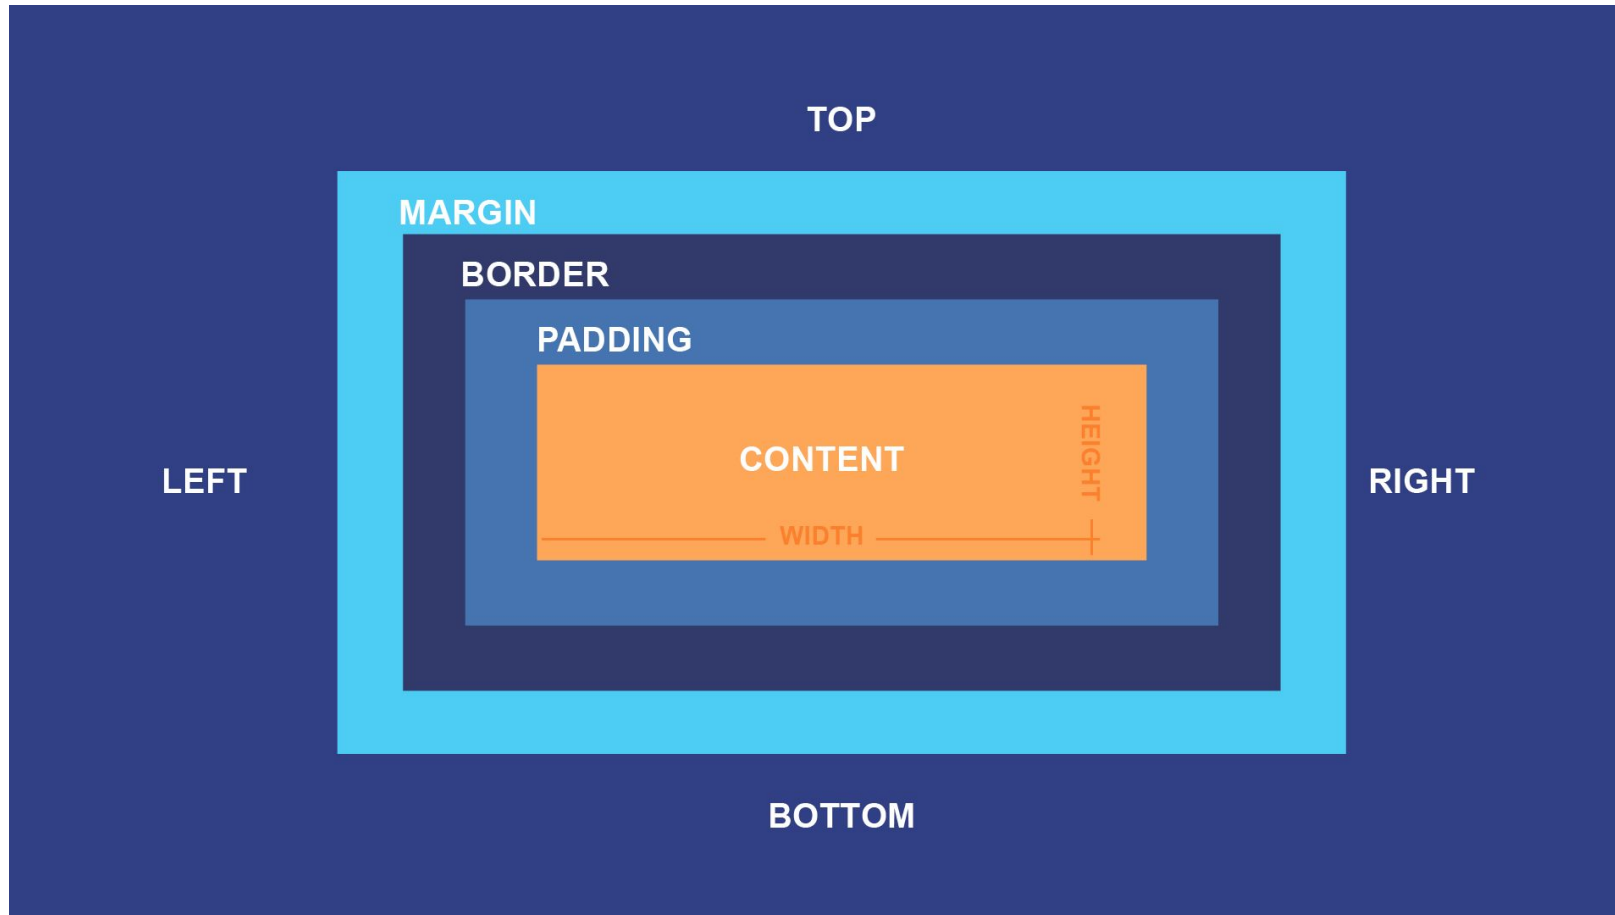 TOP
MARGIN
BORDER
PADDING
HEIGHT
CONTENT
LEFT
RIGHT
WIDTH
BOTTOM